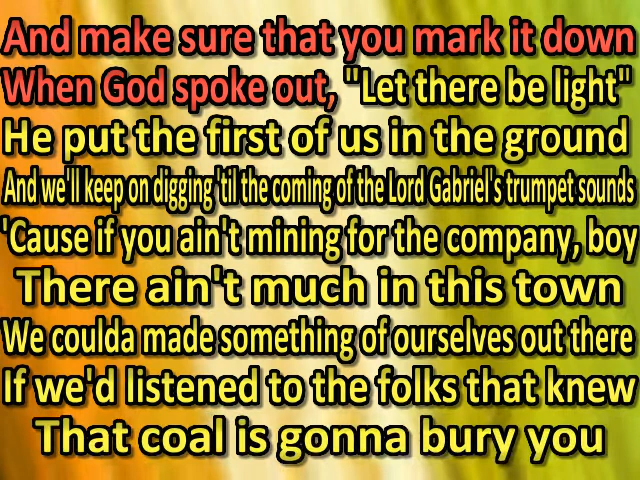 And make sure that you mark it down
When God spoke out, "Let there be light"
He put the first of us in the ground
And we'll keep on digging 'til the coming of the Lord Gabriel's trumpet sounds
'Cause if you ain't mining for the company, boy
There ain't much in this town
We coulda made something of ourselves out there
If we'd listened to the folks that knew
That coal is gonna bury you